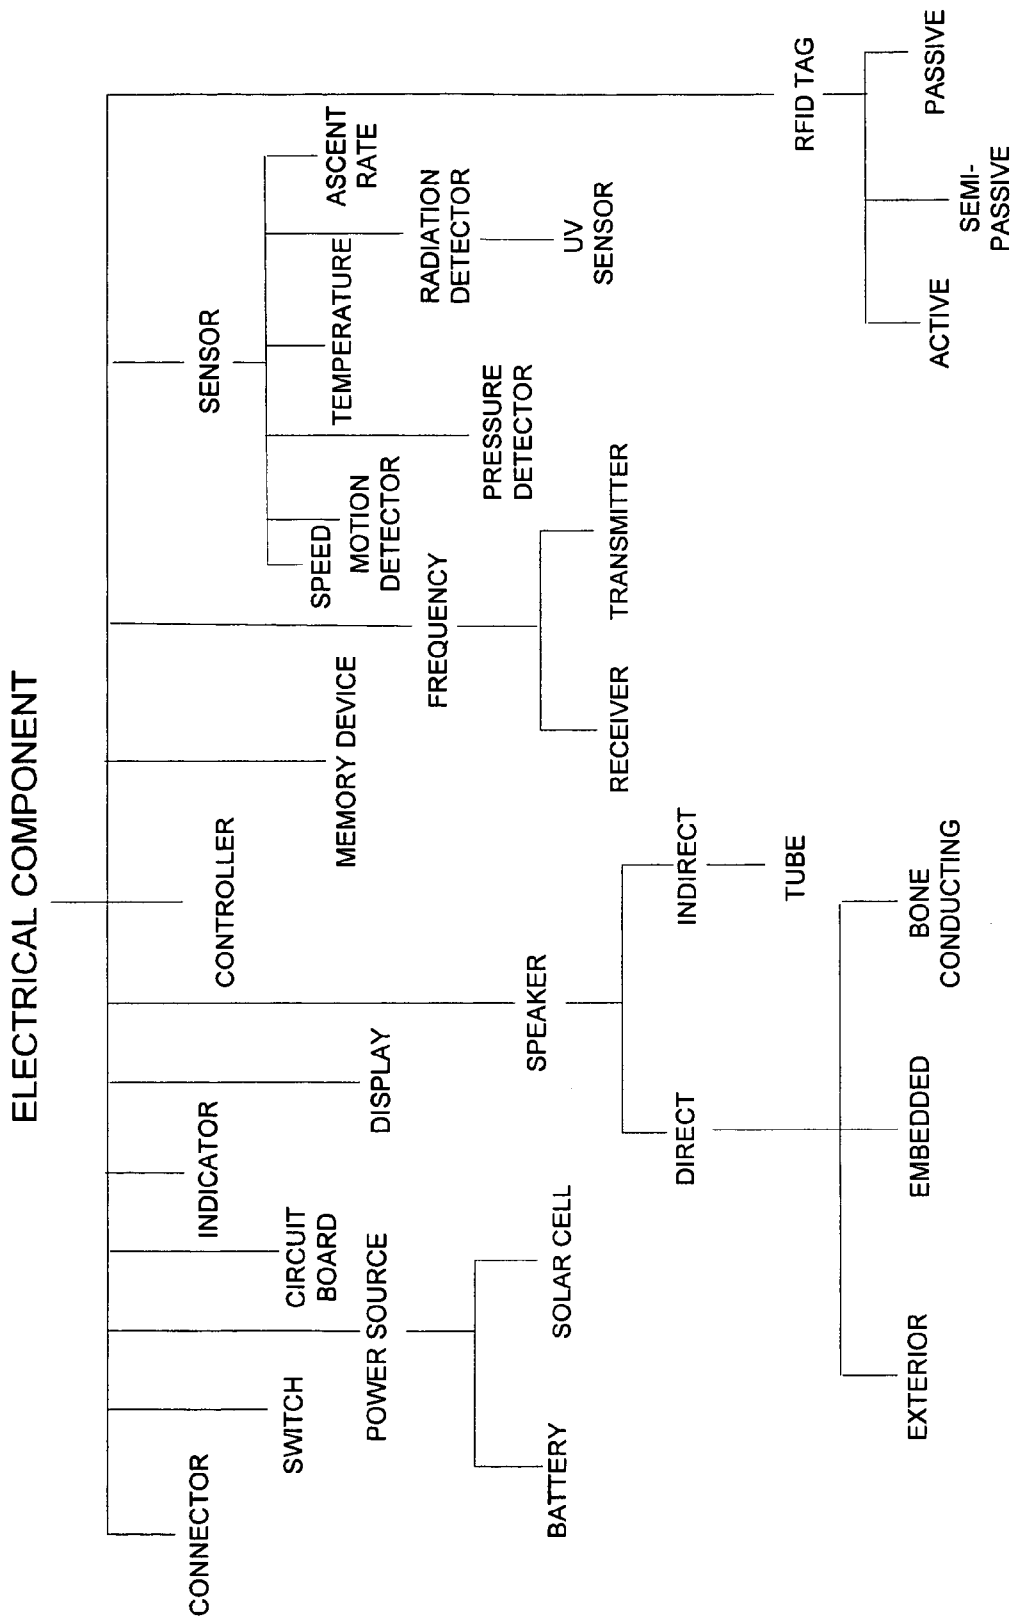 ELECTRICAL COMPONENT
CONNECTOR
SWITCH
POWER SOURCE
BATTERY
SOLAR CELL
CIRCUIT
BOARD
INDICATOR
DISPLAY
SPEAKER
DIRECT
EXTERIOR
EMBEDDED
BONE
CONDUCTING
INDIRECT
TUBE
CONTROLLER
MEMORY DEVICE
FREQUENCY
RECEIVER
TRANSMITTER
SENSOR
SPEED
MOTION
DETECTOR
PRESSURE
DETECTOR
TEMPERATURE
RADIATION
DETECTOR
UV
SENSOR
ASCENT
RATE
RFID TAG
ACTIVE
SEMI-
PASSIVE
PASSIVE